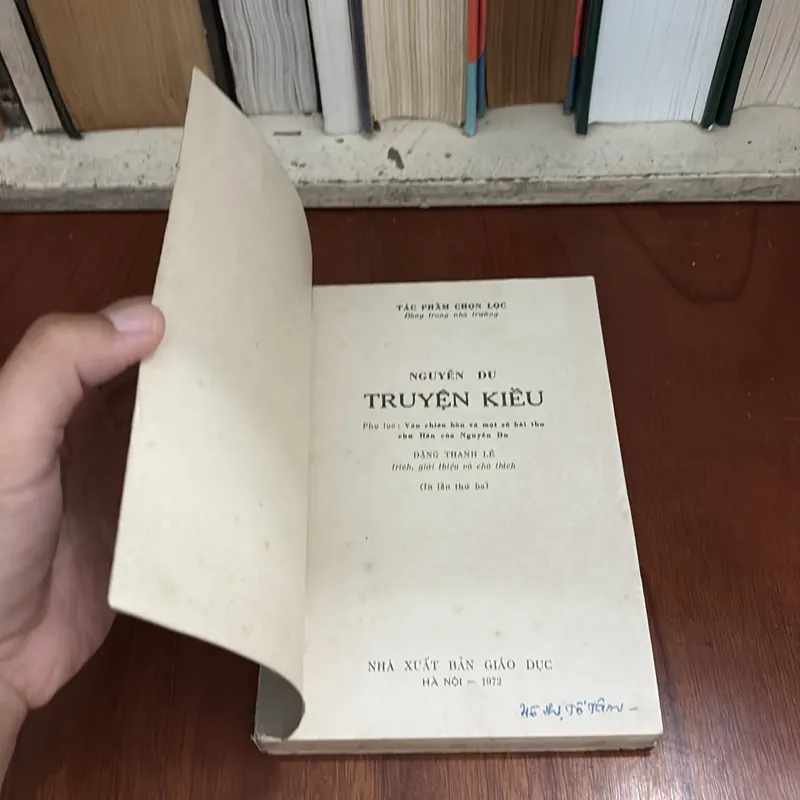 TÁC PHẨM CHỌN LỌC
Dùng trong nhà trường
NGUYỄN DU
TRUYỆN KIỀU
Phụ lục: Văn chiêu hồn và một số bài thơ
chữ Hán của Nguyễn Du
ĐẶNG THANH LÊ
trích, giới thiệu và chú thích
(In lần thứ ba)
NHÀ XUẤT BẢN GIÁO DỤC
HÀ NỘI — 1972
Tố Tâm